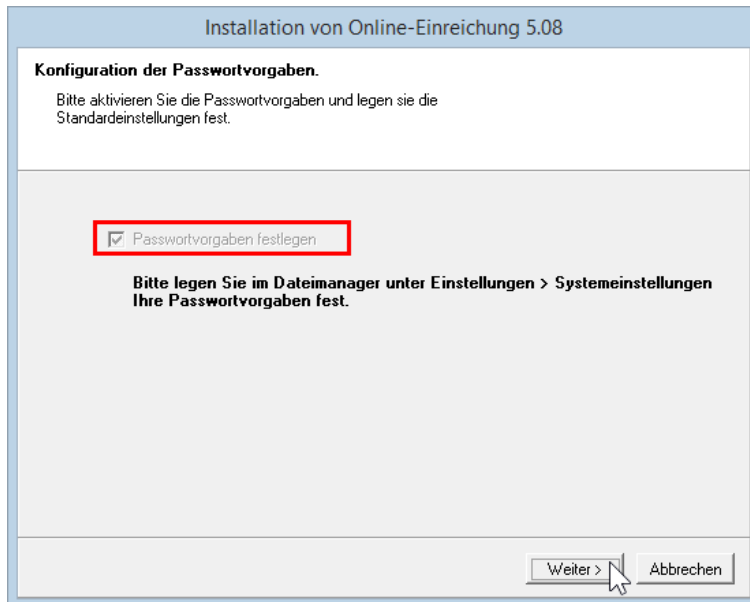 Installation von Online-Einreichung 5.08
Konfiguration der Passwortvorgaben.
Bitte aktivieren Sie die Passwortvorgaben und legen sie die
Standardeinstellungen fest.
Passwortvorgaben festlegen
Bitte legen Sie im Dateimanager unter Einstellungen > Systemeinstellungen
Ihre Passwortvorgaben fest.
Weiter >
Abbrechen